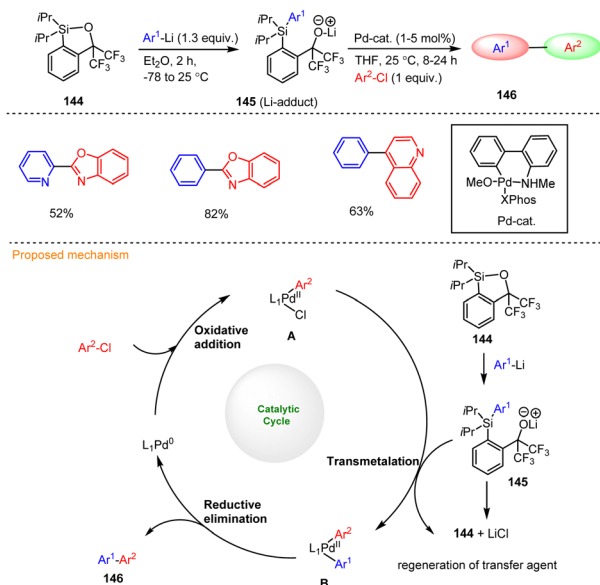 iPr
iPr
Si
O
CF3
CF3
144
Ar1-Li (1.3 equiv.)
Et2O, 2 h,
-78 to 25 °C
iPr
iPr
Ar1
Si
⊖⊕
O-Li
CF3
CF3
145 (Li-adduct)
Pd-cat. (1-5 mol%)
THF, 25 °C, 8-24 h
Ar2-Cl (1 equiv.)
Ar1
Ar2
146
N
O
N
52%
O
N
82%
N
63%
MeO
Pd
NHMe
XPhos
Pd-cat.
Proposed mechanism
Ar2
L1PdII
Cl
A
Oxidative
addition
Ar2-Cl
Catalytic
Cycle
L1Pd0
Transmetalation
Reductive
elimination
Ar1-Ar2
146
Ar2
L1PdII
Ar1
B
iPr
iPr
Si
O
CF3
CF3
144
Ar1-Li
iPr
iPr
Ar1
Si
⊖⊕
OLi
CF3
CF3
145
144 + LiCl
regeneration of transfer agent